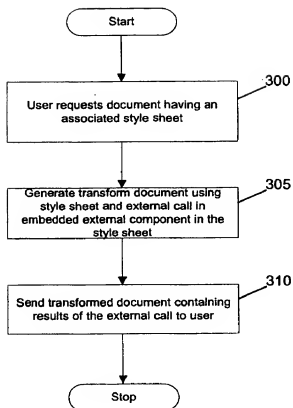 Start
300
User requests document having an
associated style sheet
305
Generate transform document using
style sheet and external call in
embedded external component in the
style sheet
310
Send transformed document containing
results of the external call to user
Stop